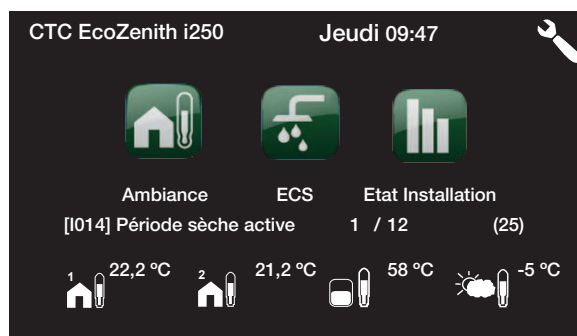 CTC EcoZenith i250 Jeudi 09:47
Ambiance ECS Etat Installation
[I014] Période sèche active 1 / 12 (25)
1 22,2 °C 2 21,2 °C 58 °C -5 °C